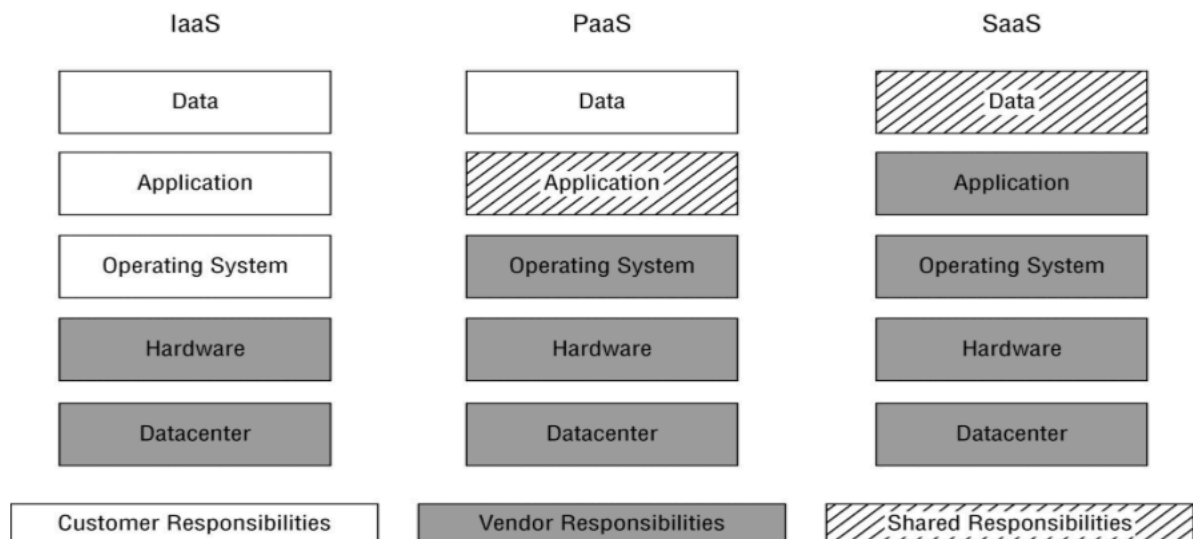 IaaS
PaaS
SaaS
Data
Data
Data
Application
Application
Application
Operating System
Operating System
Operating System
Hardware
Hardware
Hardware
Datacenter
Datacenter
Datacenter
Customer Responsibilities
Vendor Responsibilities
Shared Responsibilities